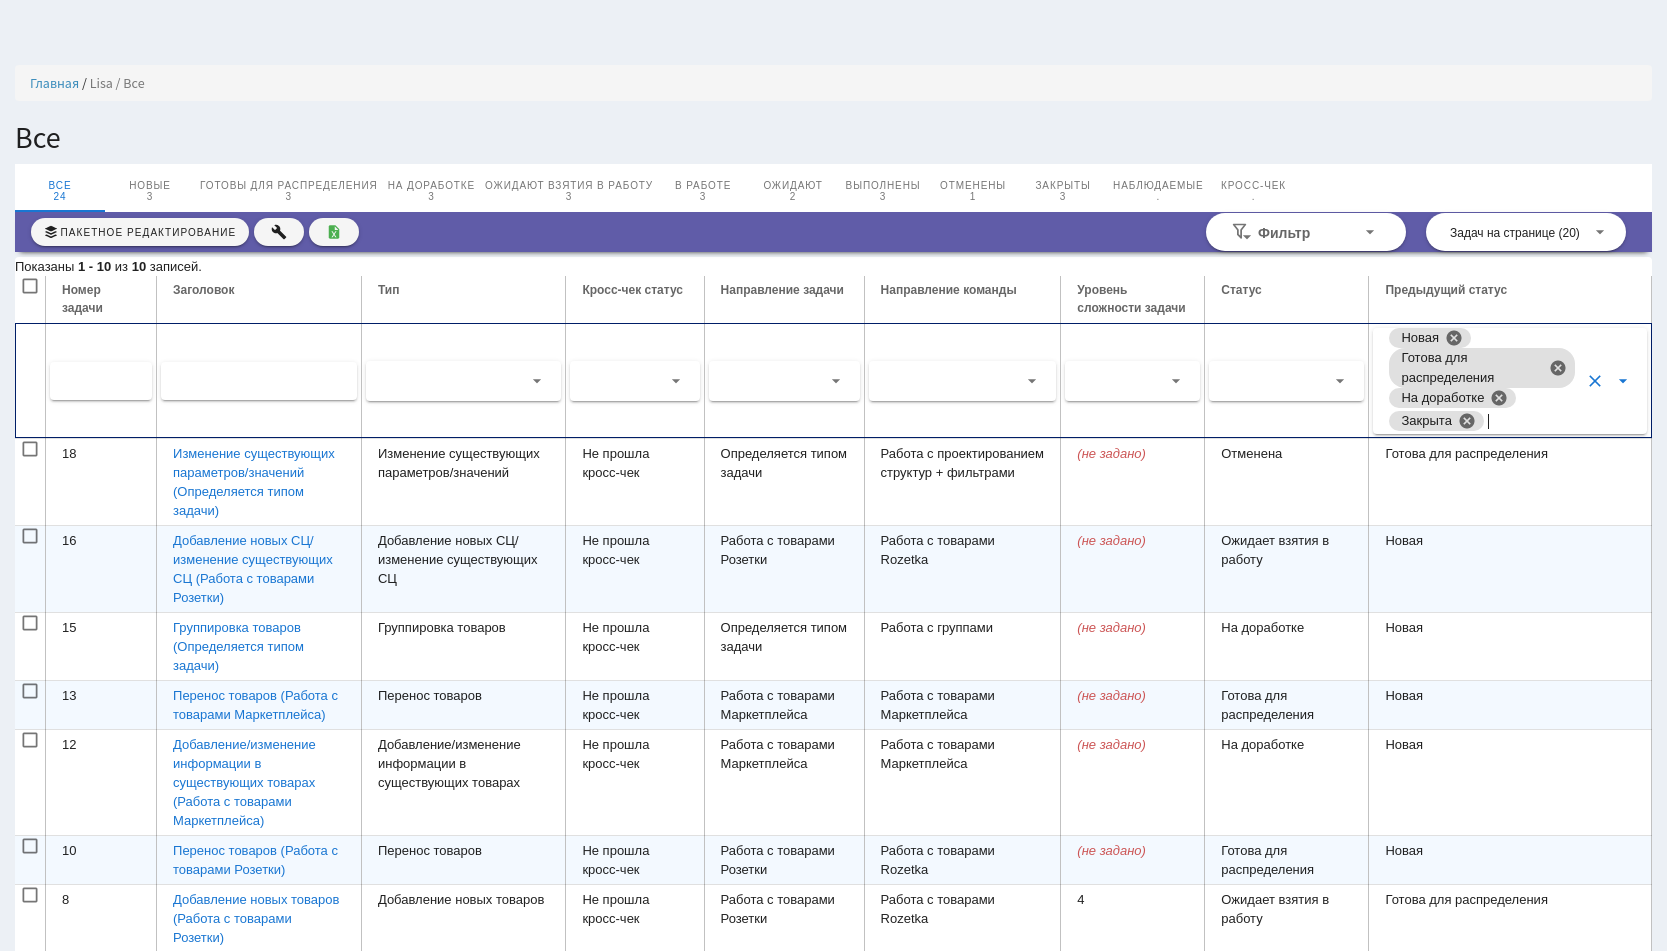 Главная / Lisa / Все
Все
ВСЕ НОВЫЕ ГОТОВЫ ДЛЯ РАСПРЕДЕЛЕНИЯ НА ДОРАБОТКЕ ОЖИДАЮТ ВЗЯТИЯ В РАБОТУ В РАБОТЕ ОЖИДАЮТ ВЫПОЛНЕНЫ ОТМЕНЕНЫ ЗАКРЫТЫ НАБЛЮДАЕМЫЕ КРОСС-ЧЕК
24 3 3 3 3 3 2 3 1 3 . .
ПАКЕТНОЕ РЕДАКТИРОВАНИЕ Фильтр Задач на странице (20)
Показаны 1 - 10 из 10 записей.
Номер Заголовок Тип Кросс-чек статус Направление задачи Направление команды Уровень Статус Предыдущий статус
задачи сложности задачи
Новая
Готова для
распределения
На доработке
Закрыта
18 Изменение существующих Изменение существующих Не прошла Определяется типом Работа с проектированием (не задано) Отменена Готова для распределения
параметров/значений параметров/значений кросс-чек задачи структур + фильтрами
(Определяется типом
задачи)
16 Добавление новых СЦ/ Добавление новых СЦ/ Не прошла Работа с товарами Работа с товарами (не задано) Ожидает взятия в Новая
изменение существующих изменение существующих кросс-чек Розетки Rozetka работу
СЦ (Работа с товарами СЦ
Розетки)
15 Группировка товаров Группировка товаров Не прошла Определяется типом Работа с группами (не задано) На доработке Новая
(Определяется типом кросс-чек задачи
задачи)
13 Перенос товаров (Работа с Перенос товаров Не прошла Работа с товарами Работа с товарами (не задано) Готова для Новая
товарами Маркетплейса) кросс-чек Маркетплейса Маркетплейса распределения
12 Добавление/изменение Добавление/изменение Не прошла Работа с товарами Работа с товарами (не задано) На доработке Новая
информации в информации в кросс-чек Маркетплейса Маркетплейса
существующих товарах существующих товарах
(Работа с товарами
Маркетплейса)
10 Перенос товаров (Работа с Перенос товаров Не прошла Работа с товарами Работа с товарами (не задано) Готова для Новая
товарами Розетки) кросс-чек Розетки Rozetka распределения
8 Добавление новых товаров Добавление новых товаров Не прошла Работа с товарами Работа с товарами 4 Ожидает взятия в Готова для распределения
(Работа с товарами кросс-чек Розетки Rozetka работу
Розетки)